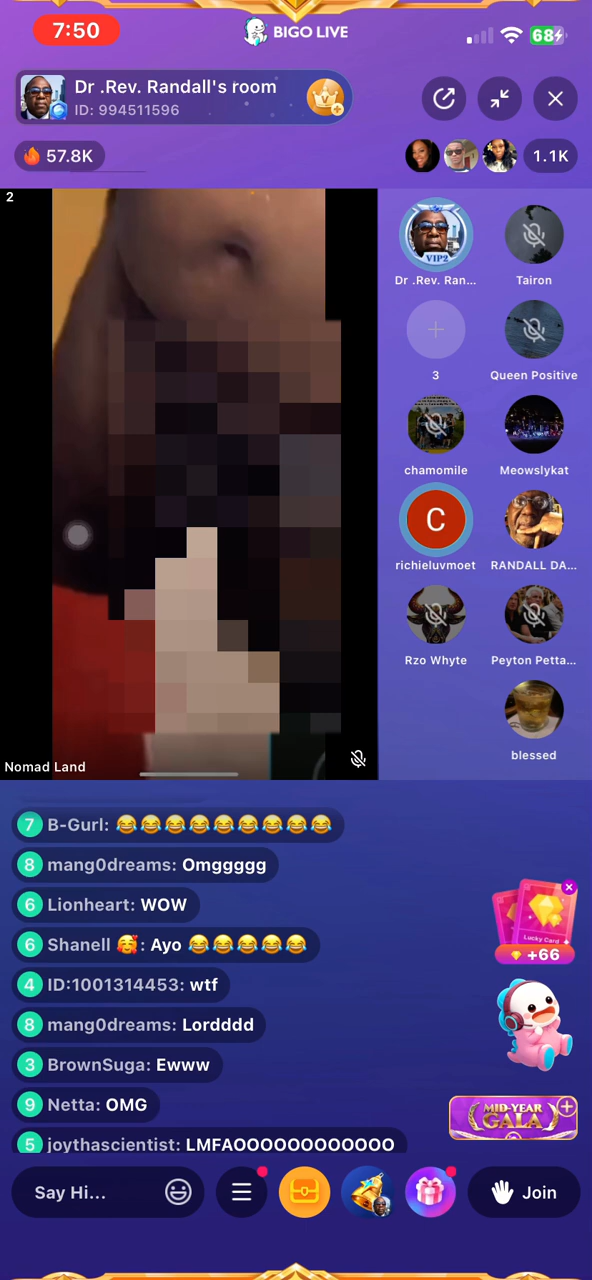 7:50
BIGO LIVE
68
Dr .Rev. Randall's room
ID: 994511596
V
57.8K
1.1K
2
VIP2
Dr .Rev. Ran...
Tairon
3
Queen Positive
chamomile
Meowslykat
C
richieluvmoet
RANDALL DA...
Rzo Whyte
Peyton Petta...
blessed
Nomad Land
7 B-Gurl: 😂😂😂😂😂😂😂😂😂
8 mang0dreams: Omggggg
6 Lionheart: WOW
6 Shanell 🥰: Ayo 😂😂😂😂😂
4 ID:1001314453: wtf
8 mang0dreams: Lordddd
3 BrownSuga: Ewww
9 Netta: OMG
5 joythascientist: LMFAOOOOOOOOOOOO
Lucky Card
+66
MID-YEAR
GALA
Say Hi...
Join